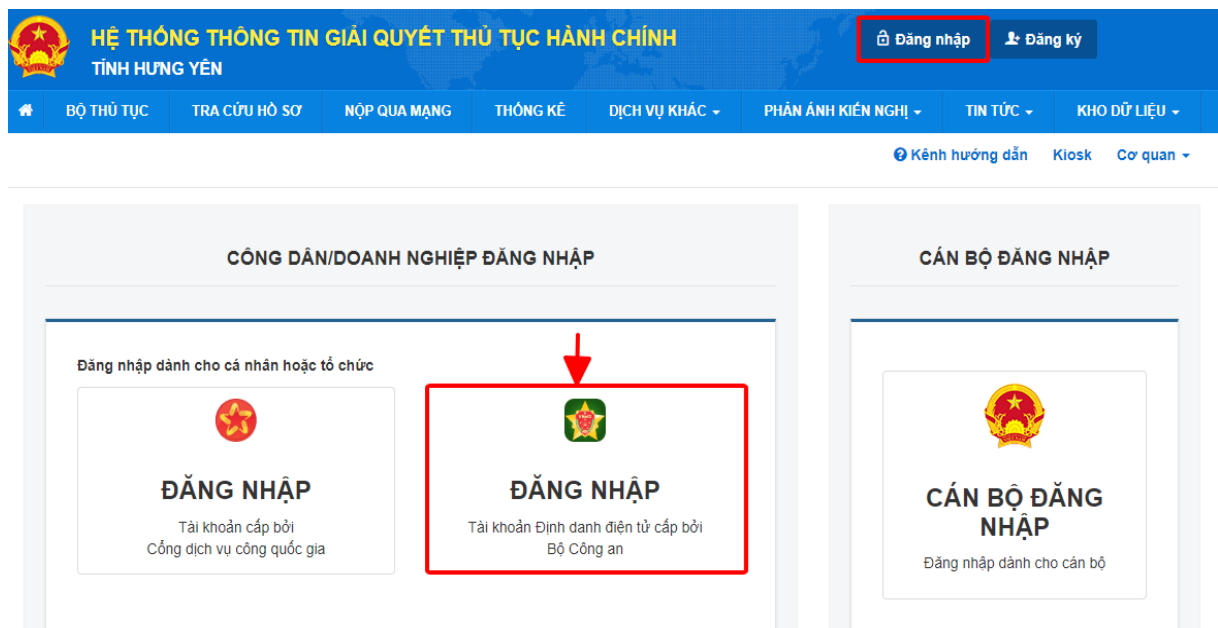 HỆ THỐNG THÔNG TIN GIẢI QUYẾT THỦ TỤC HÀNH CHÍNH
TỈNH HƯNG YÊN
Đăng nhập
Đăng ký
BỘ THỦ TỤC
TRA CỨU HỒ SƠ
NỘP QUA MẠNG
THỐNG KÊ
DỊCH VỤ KHÁC
PHẢN ÁNH KIẾN NGHỊ
TIN TỨC
KHO DỮ LIỆU
Kênh hướng dẫn
Kiosk
Cơ quan
CÔNG DÂN/DOANH NGHIỆP ĐĂNG NHẬP
Đăng nhập dành cho cá nhân hoặc tổ chức
ĐĂNG NHẬP
Tài khoản cấp bởi
Cổng dịch vụ công quốc gia
ĐĂNG NHẬP
Tài khoản Định danh điện tử cấp bởi
Bộ Công an
CÁN BỘ ĐĂNG NHẬP
CÁN BỘ ĐĂNG
NHẬP
Đăng nhập dành cho cán bộ